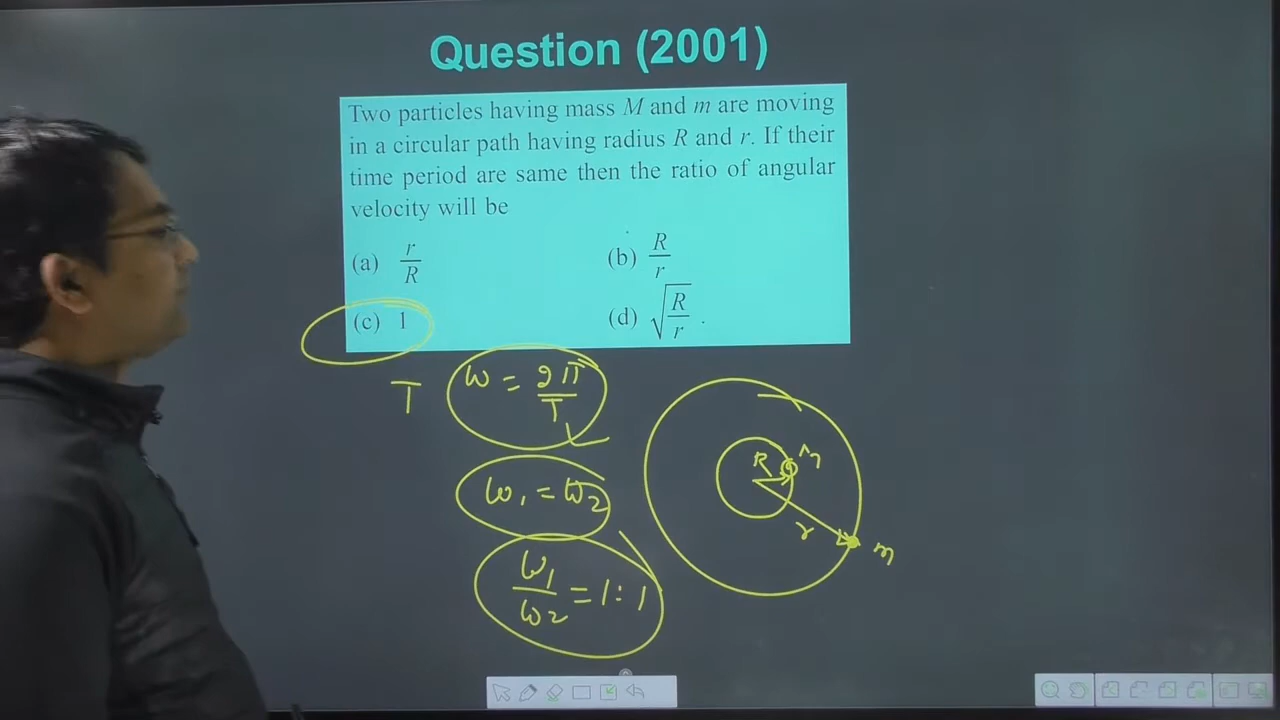 Question (2001)
Two particles having mass M and m are moving
in a circular path having radius R and r. If their
time period are same then the ratio of angular
velocity will be
(a) r/R (b) R/r
(c) 1 (d) √(R/r) .
T ω = 2π/T
ω₁ = ω₂
ω₁/ω₂ = 1 : 1
R
r
m